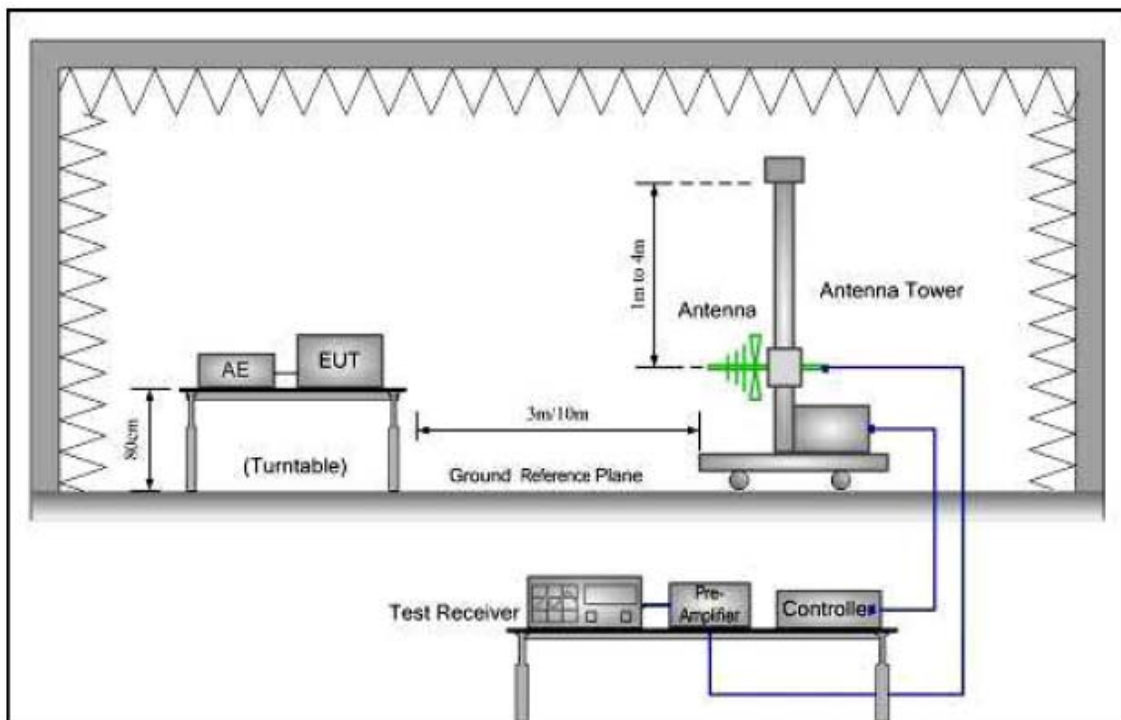 1m to 4m
Antenna
Antenna Tower
AE
EUT
80cm
(Turntable)
3m/10m
Ground Reference Plane
Test Receiver
Pre-
Amplifier
Controller